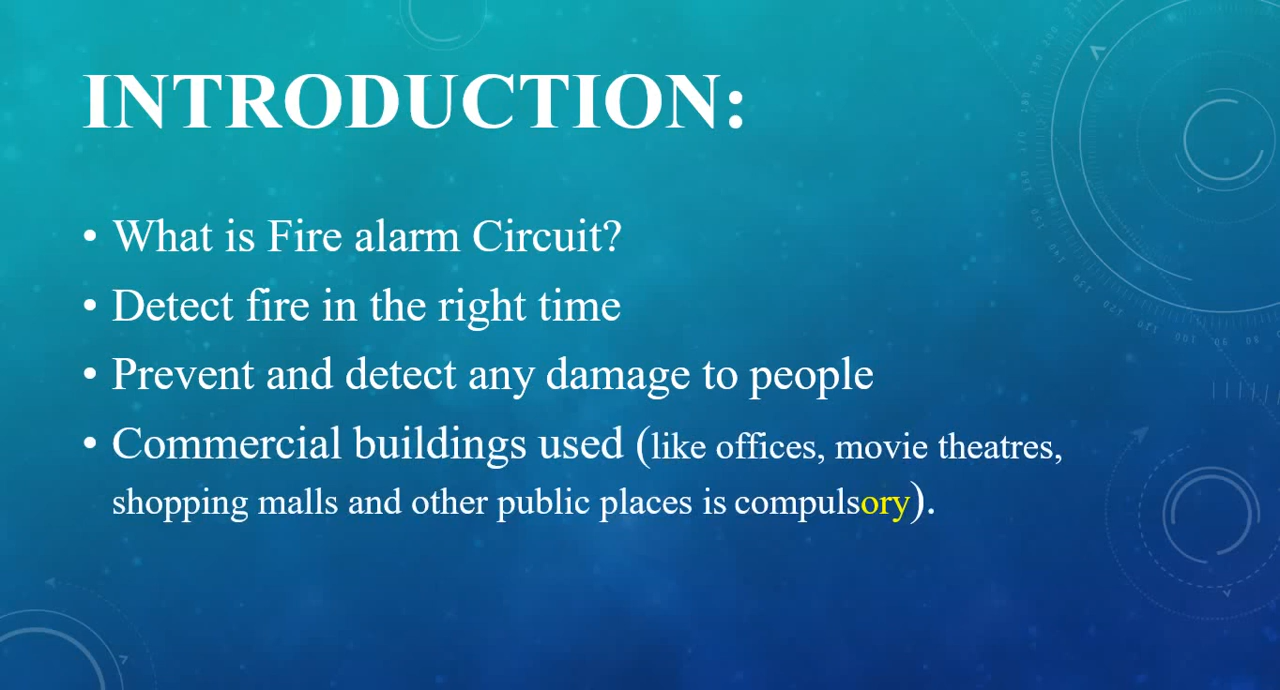 INTRODUCTION:
• What is Fire alarm Circuit?
• Detect fire in the right time
• Prevent and detect any damage to people
• Commercial buildings used (like offices, movie theatres,
shopping malls and other public places is compulsory).